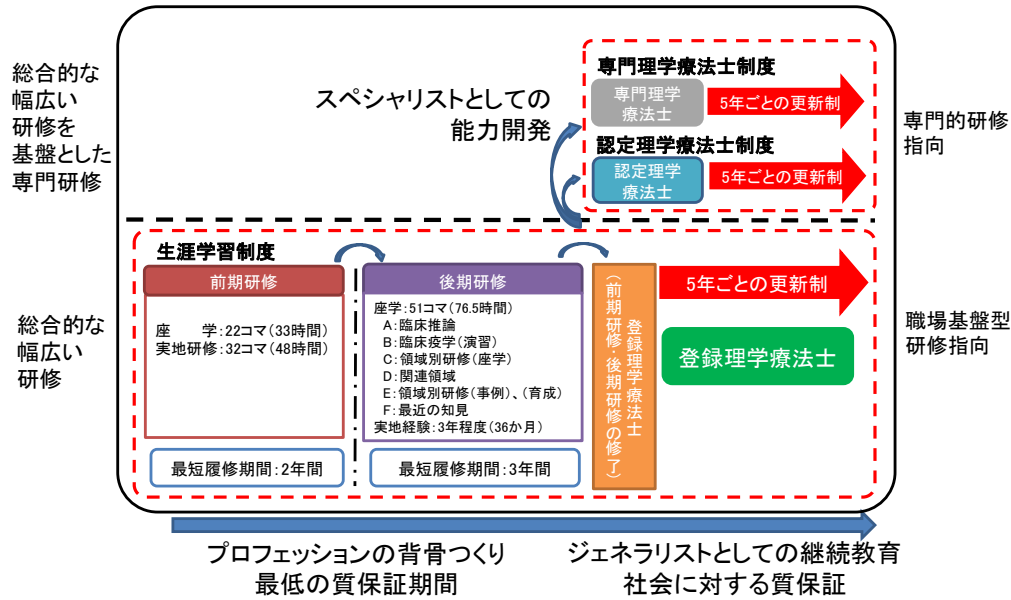 総合的な
幅広い
研修を
基盤とした
専門研修
スペシャリストとしての
能力開発
専門理学療法士制度
専門理学
療法士
5年ごとの更新制
認定理学療法士制度
認定理学
療法士
5年ごとの更新制
専門的研修
指向
総合的な
幅広い
研修
生涯学習制度
前期研修
座　　学:22コマ(33時間)
実地研修:32コマ(48時間)
最短履修期間:2年間
後期研修
座学:51コマ(76.5時間)
A:臨床推論
B:臨床疫学(演習)
C:領域別研修(座学)
D:関連領域
E:領域別研修(事例)、(育成)
F:最近の知見
実地経験:3年程度(36か月)
最短履修期間:3年間
登録理学療法士
(前期研修・後期研修の修了)
5年ごとの更新制
登録理学療法士
職場基盤型
研修指向
プロフェッションの背骨つくり
最低の質保証期間
ジェネラリストとしての継続教育
社会に対する質保証